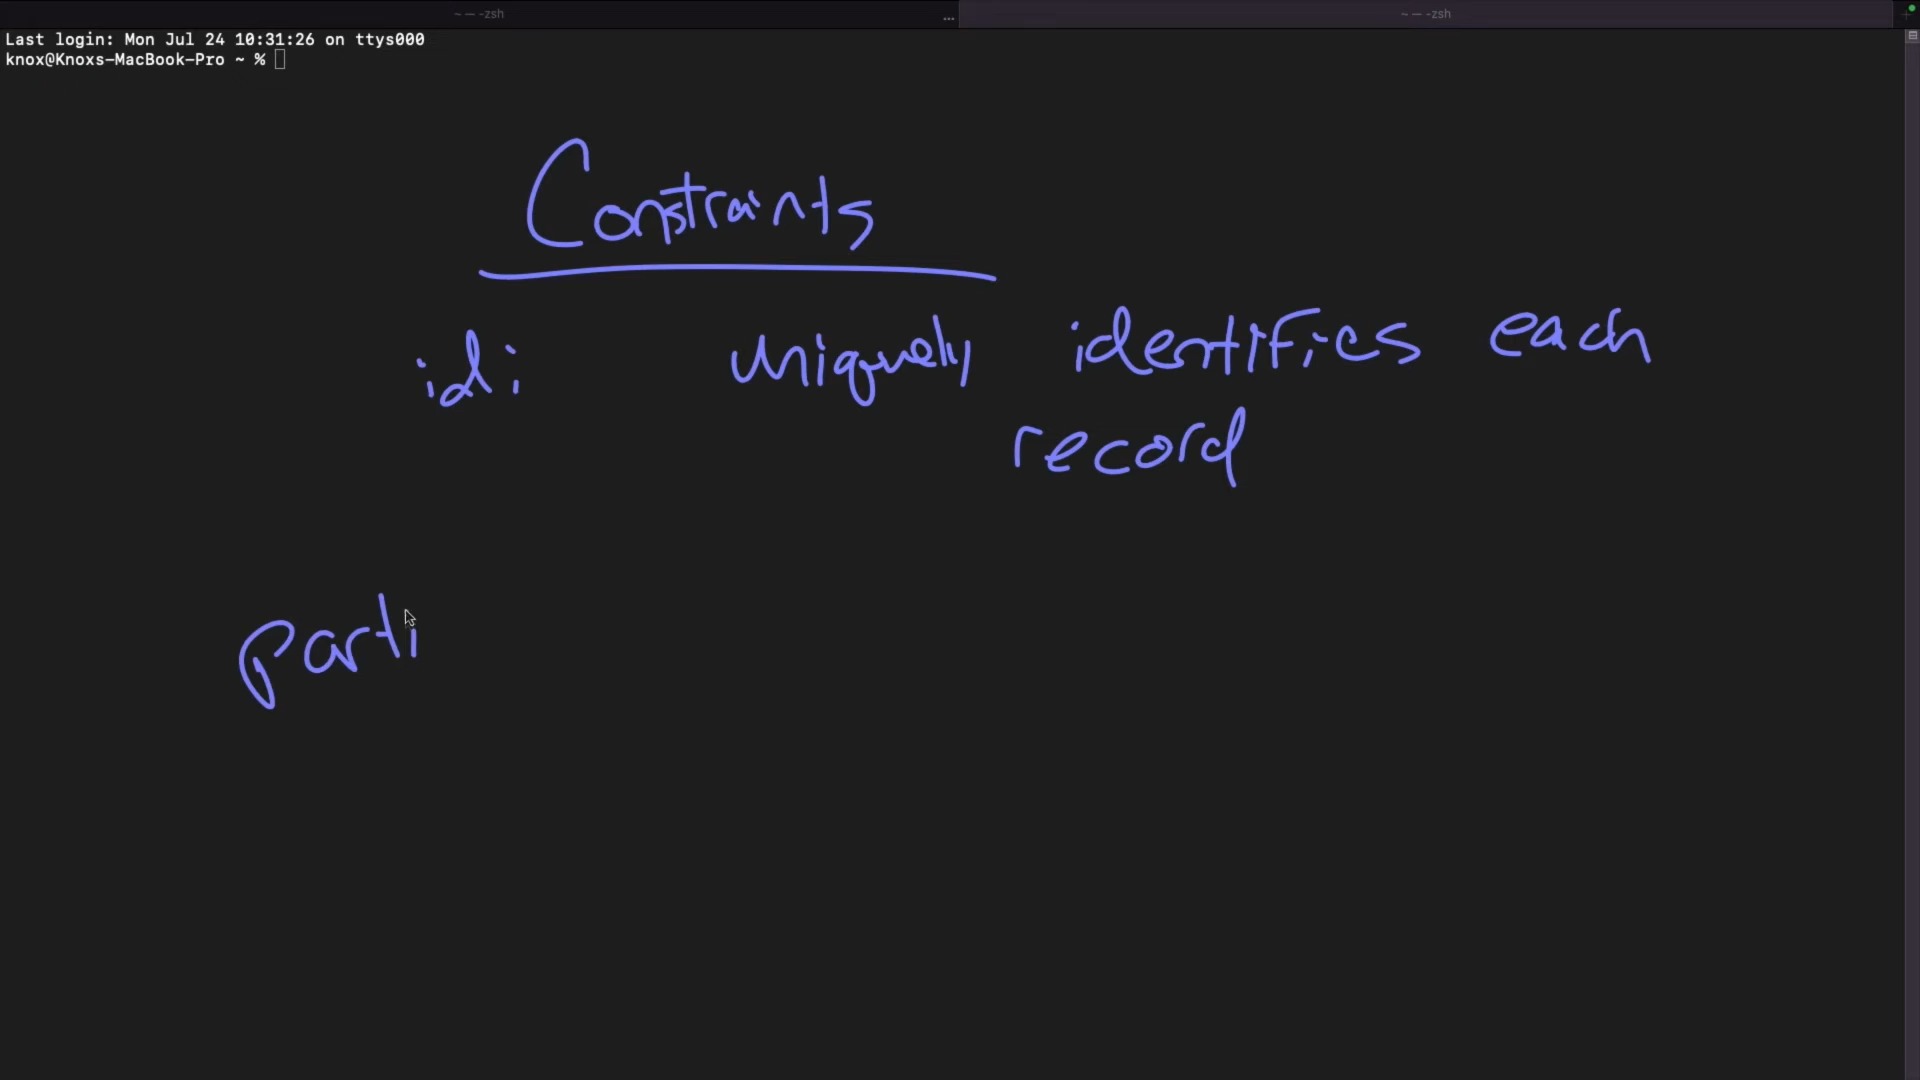 ~ — -zsh
...
~ — -zsh
+
Last login: Mon Jul 24 10:31:26 on ttys000
knox@Knoxs-MacBook-Pro ~ %
Constraints
id: uniquely identifies each
record
Parti